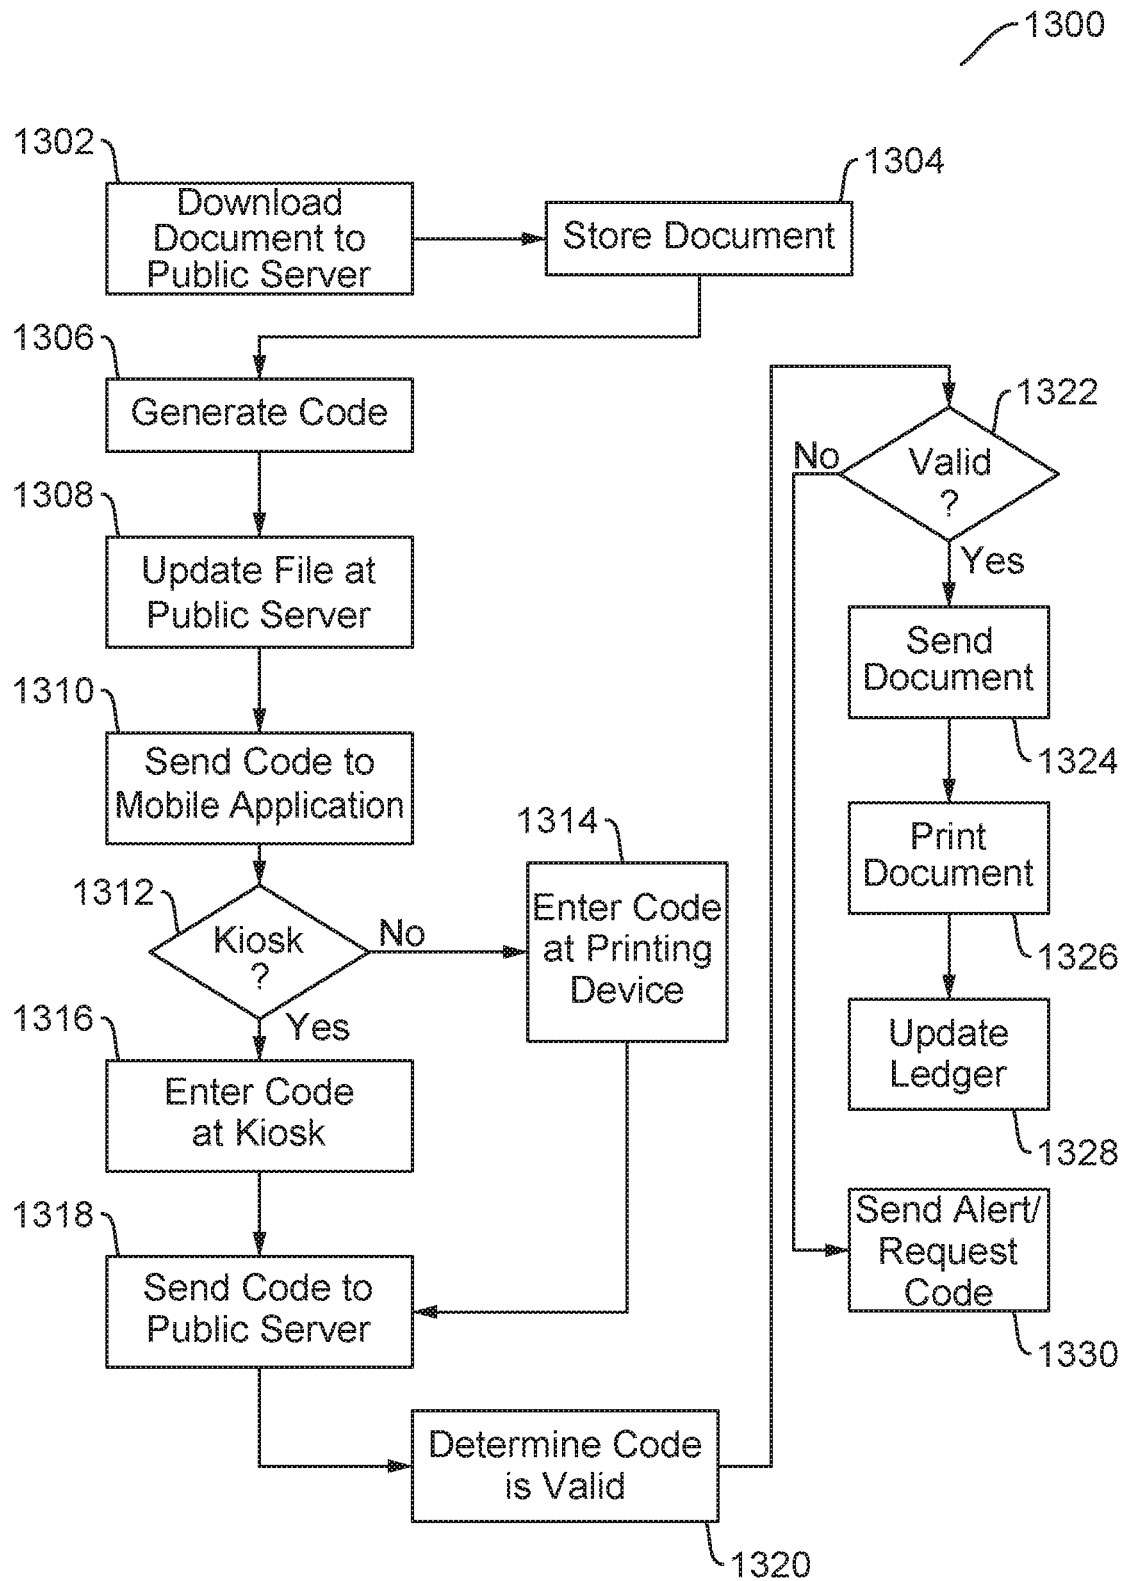 1300
1302
Download
Document to
Public Server
1304
Store Document
1306
Generate Code
1308
Update File at
Public Server
1310
Send Code to
Mobile Application
1312
Kiosk
?
No
Yes
1314
Enter Code
at Printing
Device
1316
Enter Code
at Kiosk
1318
Send Code to
Public Server
Determine Code
is Valid
1320
1322
Valid
?
No
Yes
Send
Document
1324
Print
Document
1326
Update
Ledger
1328
Send Alert/
Request
Code
1330